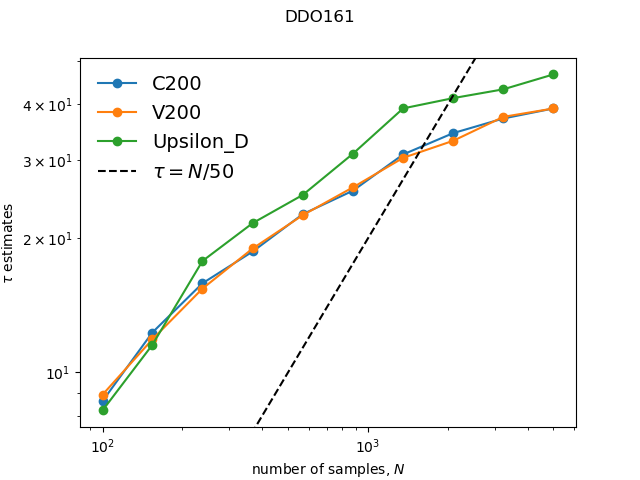 DDO161
C200
V200
Upsilon_D
τ = N/50
4 × 10¹
3 × 10¹
2 × 10¹
10¹
τ estimates
10² 10³
number of samples, N